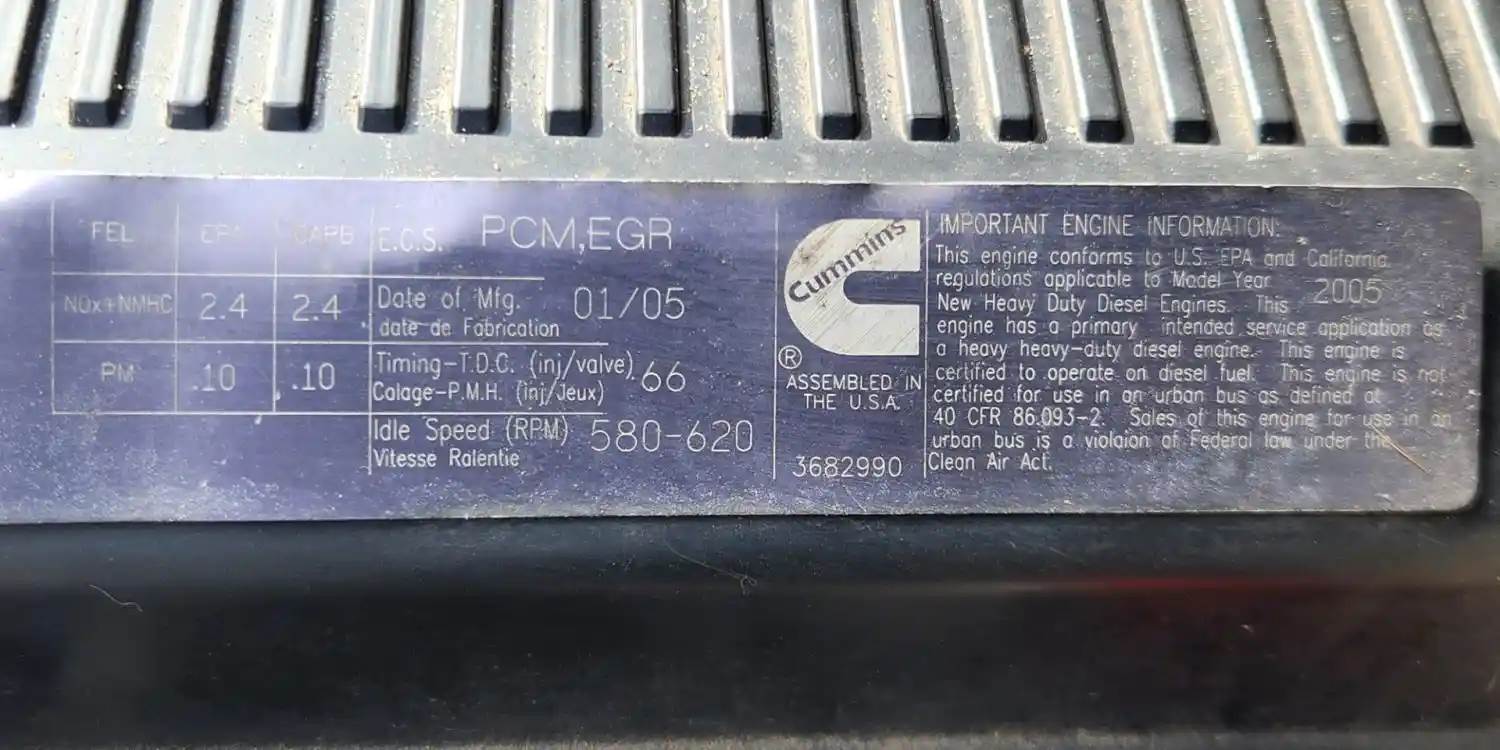 FEL EPA CARB
NOx+NMHC 2.4 2.4
PM .10 .10
E.C.S. PCM,EGR
Date of Mfg. 01/05
date de Fabrication
Timing-T.D.C. (inj/valve) .66
Calage-P.M.H. (inj/Jeux)
Idle Speed (RPM) 580-620
Vitesse Ralentie
Cummins
®
ASSEMBLED IN
THE U.S.A.
3682990
IMPORTANT ENGINE INFORMATION:
This engine conforms to U.S. EPA and California
regulations applicable to Model Year 2005
New Heavy Duty Diesel Engines. This
engine has a primary intended service application as
a heavy heavy-duty diesel engine. This engine is
certified to operate on diesel fuel. This engine is not
certified for use in an urban bus as defined at
40 CFR 86.093-2. Sales of this engine for use in an
urban bus is a violaion of Federal law under the
Clean Air Act.